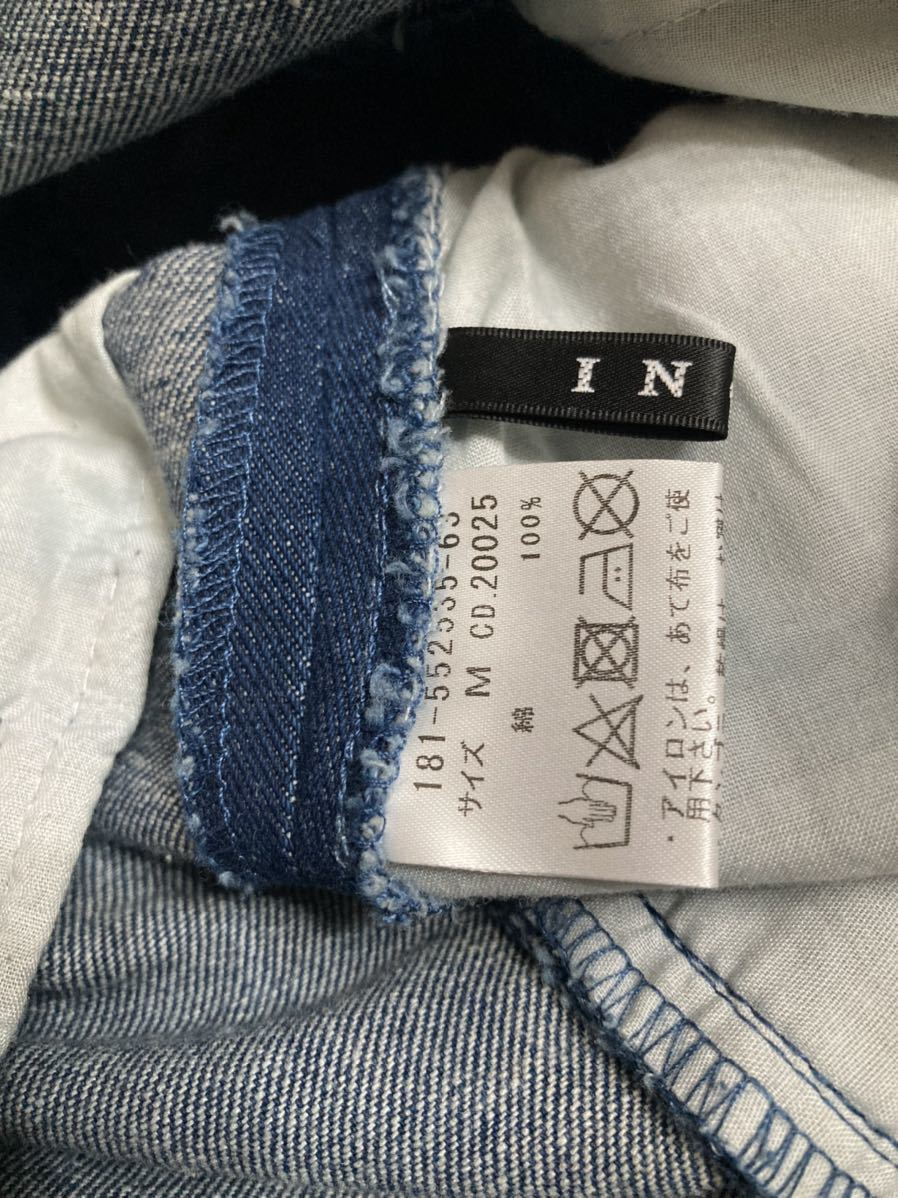 I N
181-552535-63
サイズ M CD.20025
綿 100%
・アイロンは、あて布をご使
用下さい。